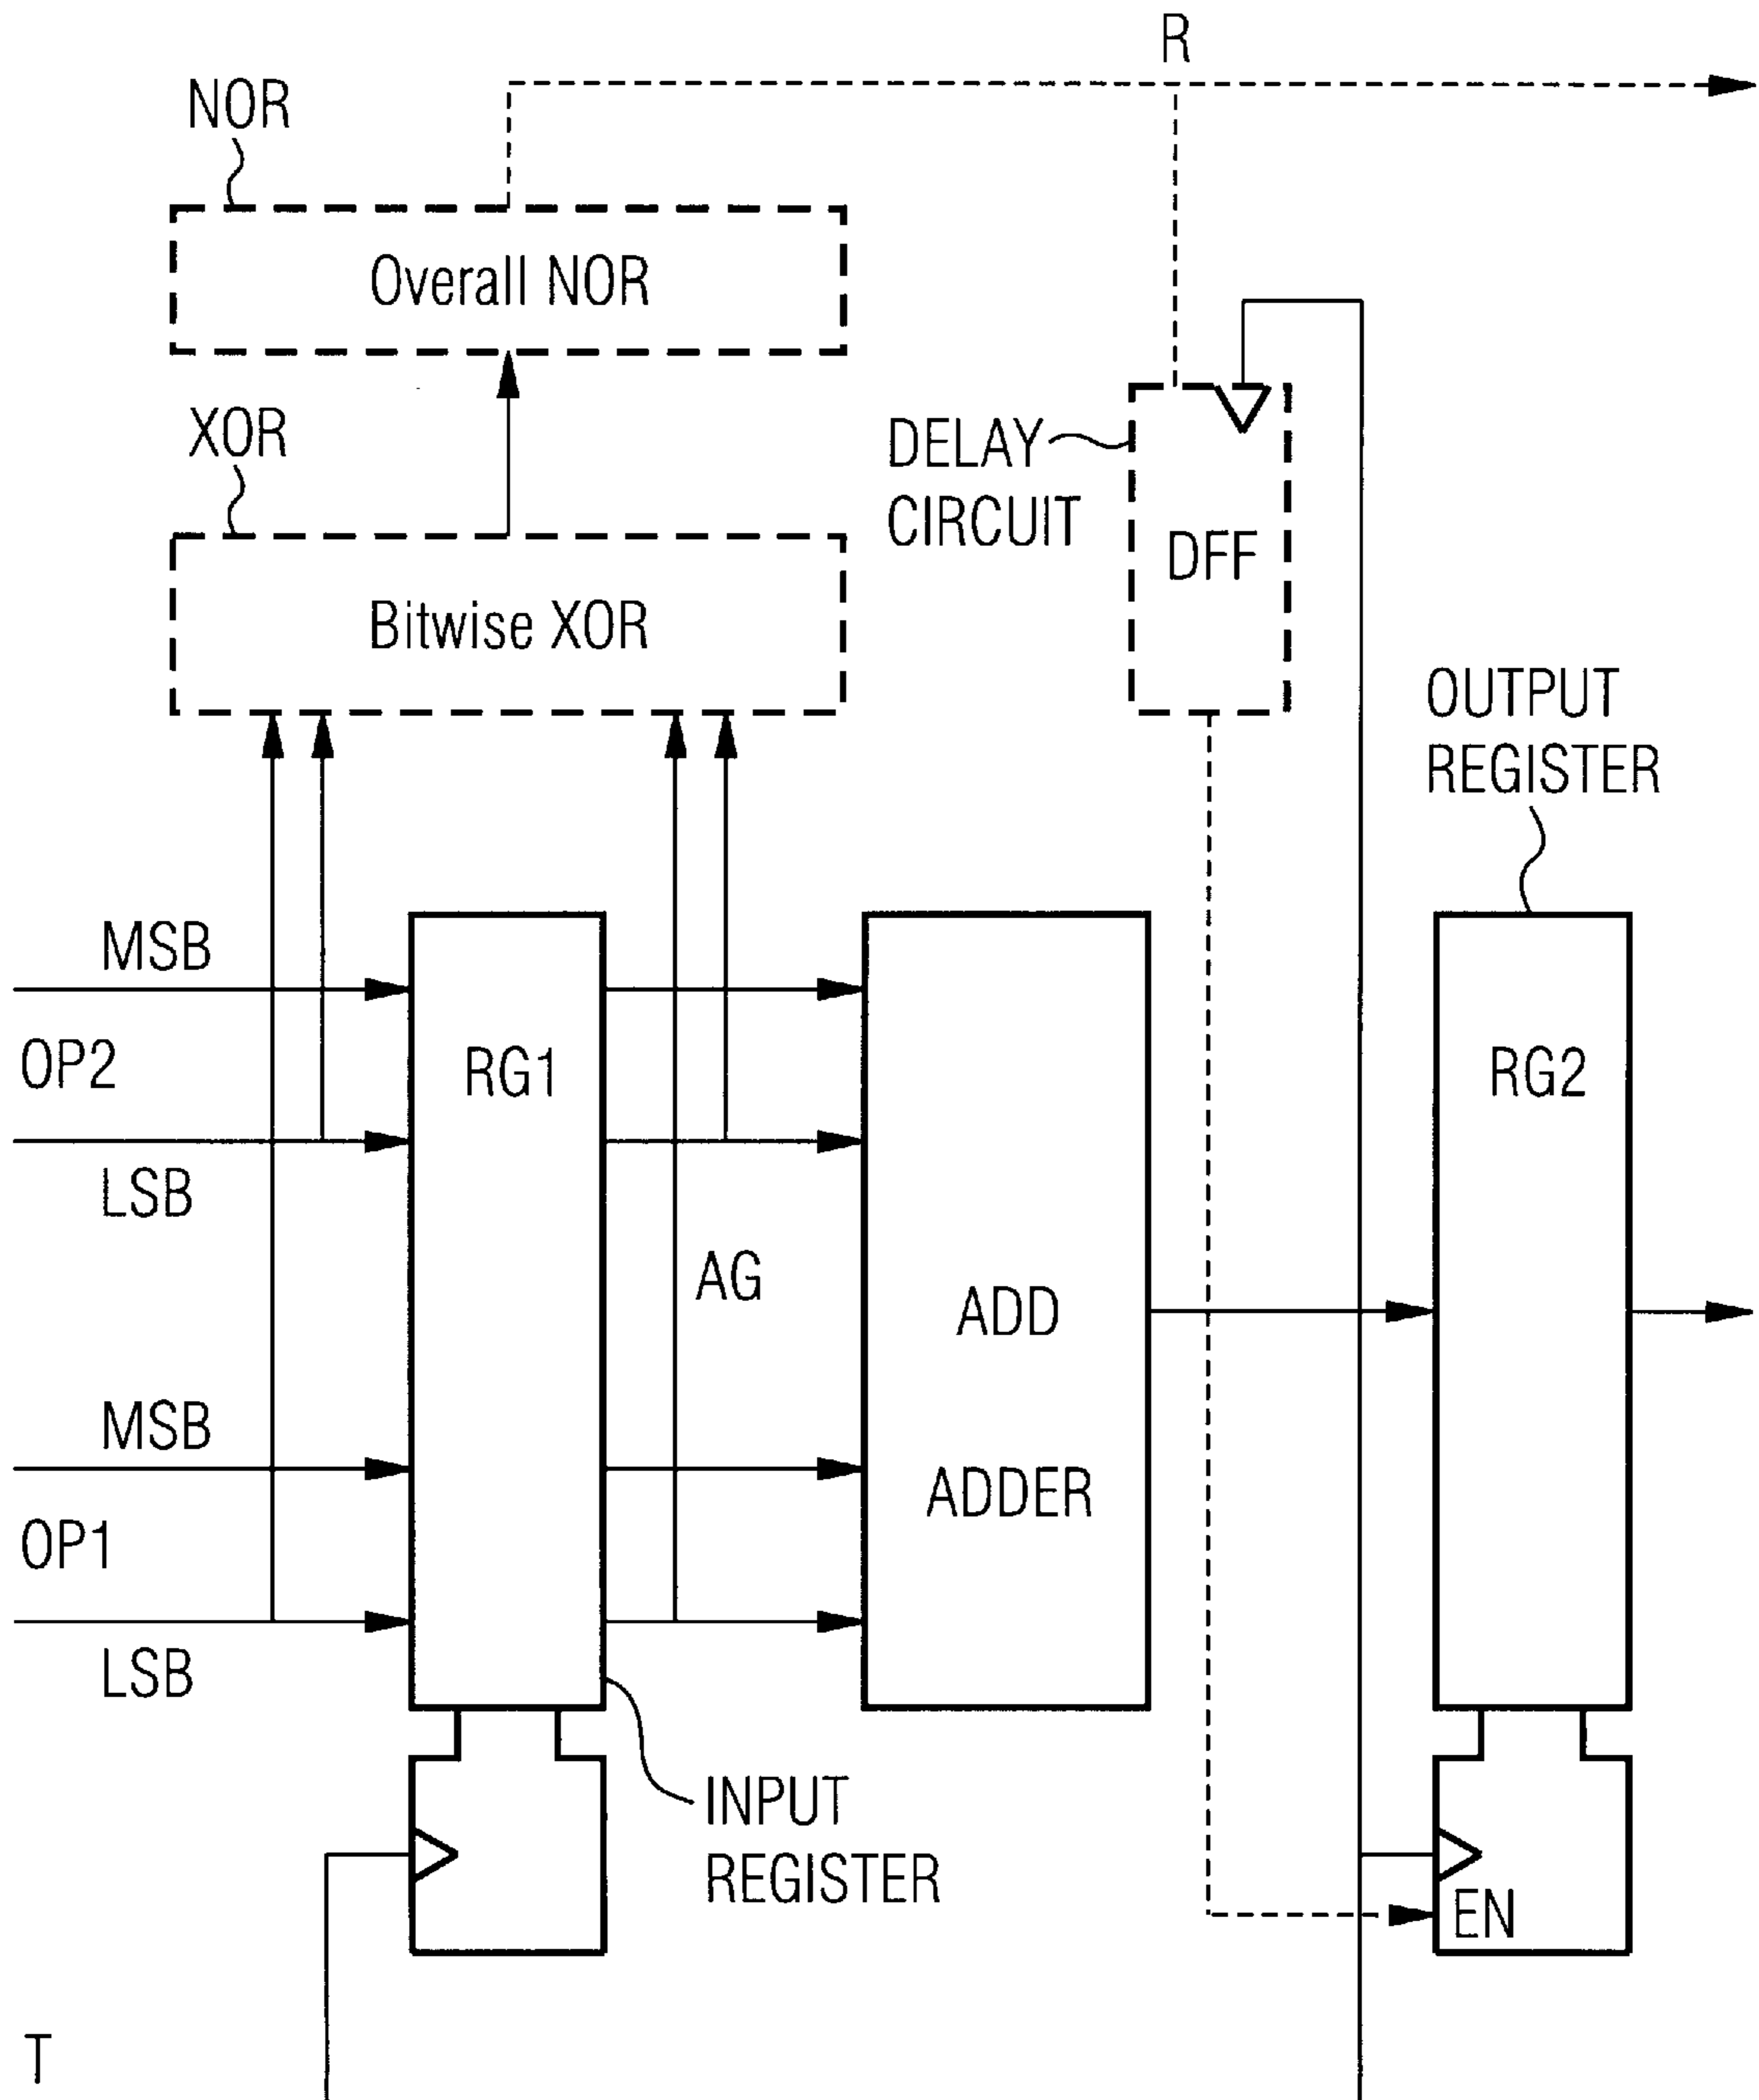 R
NOR
Overall NOR
XOR
DELAY
CIRCUIT
DFF
Bitwise XOR
OUTPUT
REGISTER
MSB
OP2
RG1
RG2
LSB
AG
ADD
MSB
ADDER
OP1
LSB
INPUT
REGISTER
EN
T